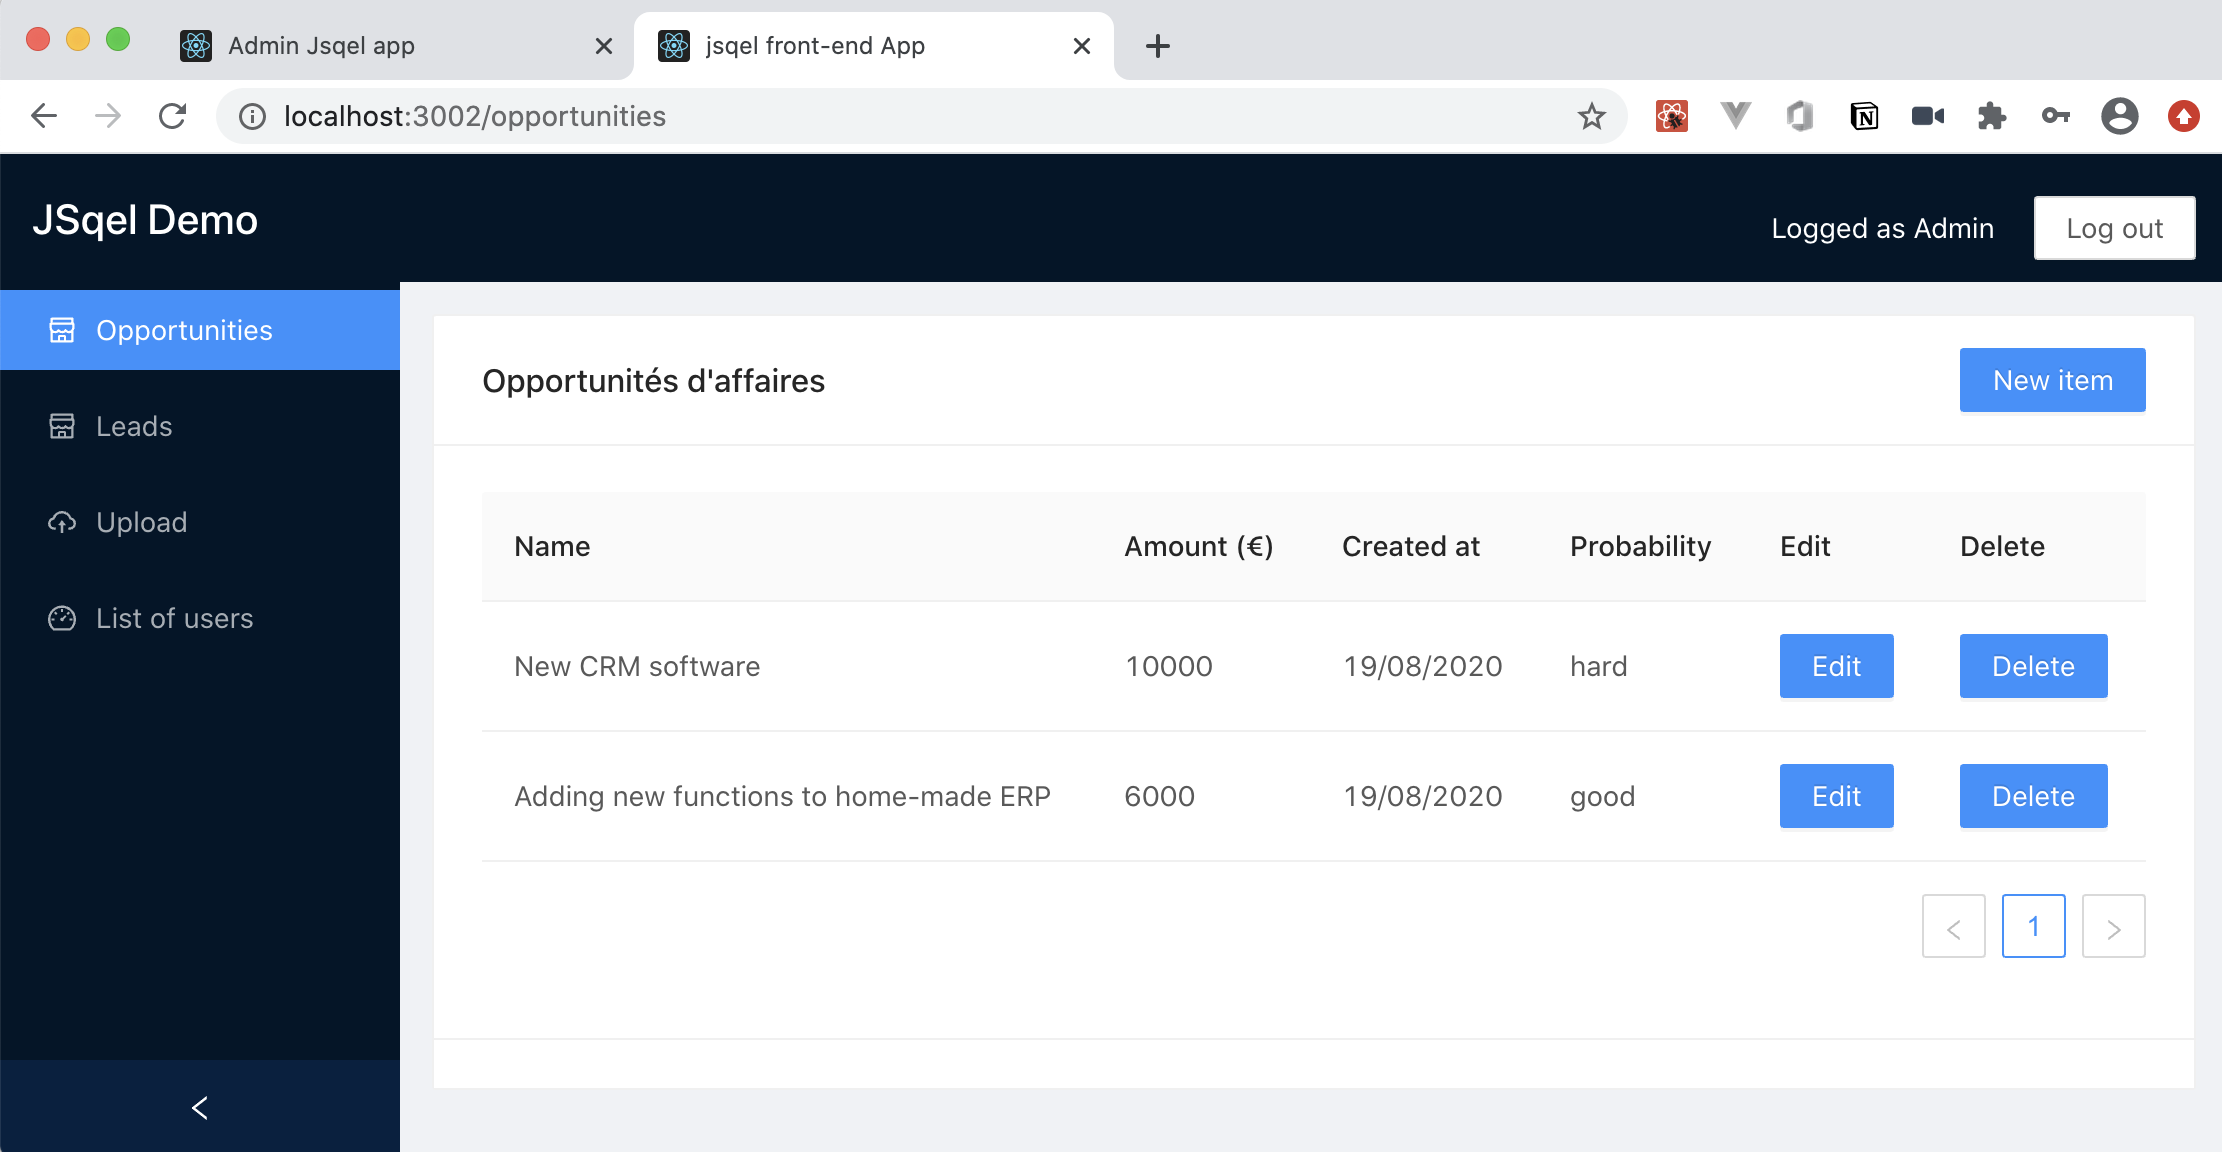 Admin Jsqel app
jsqel front-end App
localhost:3002/opportunities
JSqel Demo
Logged as Admin
Log out
Opportunities
Leads
Upload
List of users
Opportunités d'affaires
New item
Name Amount (€) Created at Probability Edit Delete
New CRM software 10000 19/08/2020 hard Edit Delete
Adding new functions to home-made ERP 6000 19/08/2020 good Edit Delete
< 1 >
<